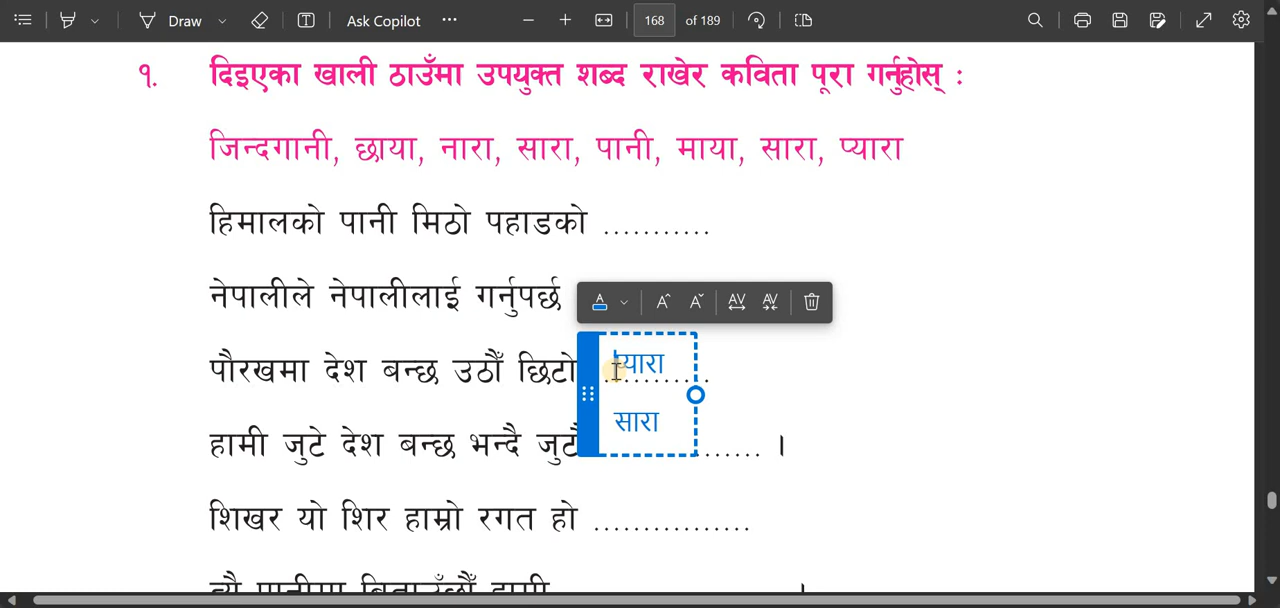 Draw Ask Copilot 168 of 189
१. दिइएका खाली ठाउँमा उपयुक्त शब्द राखेर कविता पूरा गर्नुहोस् :
जिन्दगानी, छाया, नारा, सारा, पानी, माया, सारा, प्यारा
हिमालको पानी मिठो पहाडको ...........
नेपालीले नेपालीलाई गर्नुपर्छ
पौरखमा देश बन्छ उठौँ छिटो प्यारा ..........
सारा
हामी जुटे देश बन्छ भन्दै ....... ।
शिखर यो शिर हाम्रो रगत हो ................
त्यै पानीमा बिताउँछौँ हामी